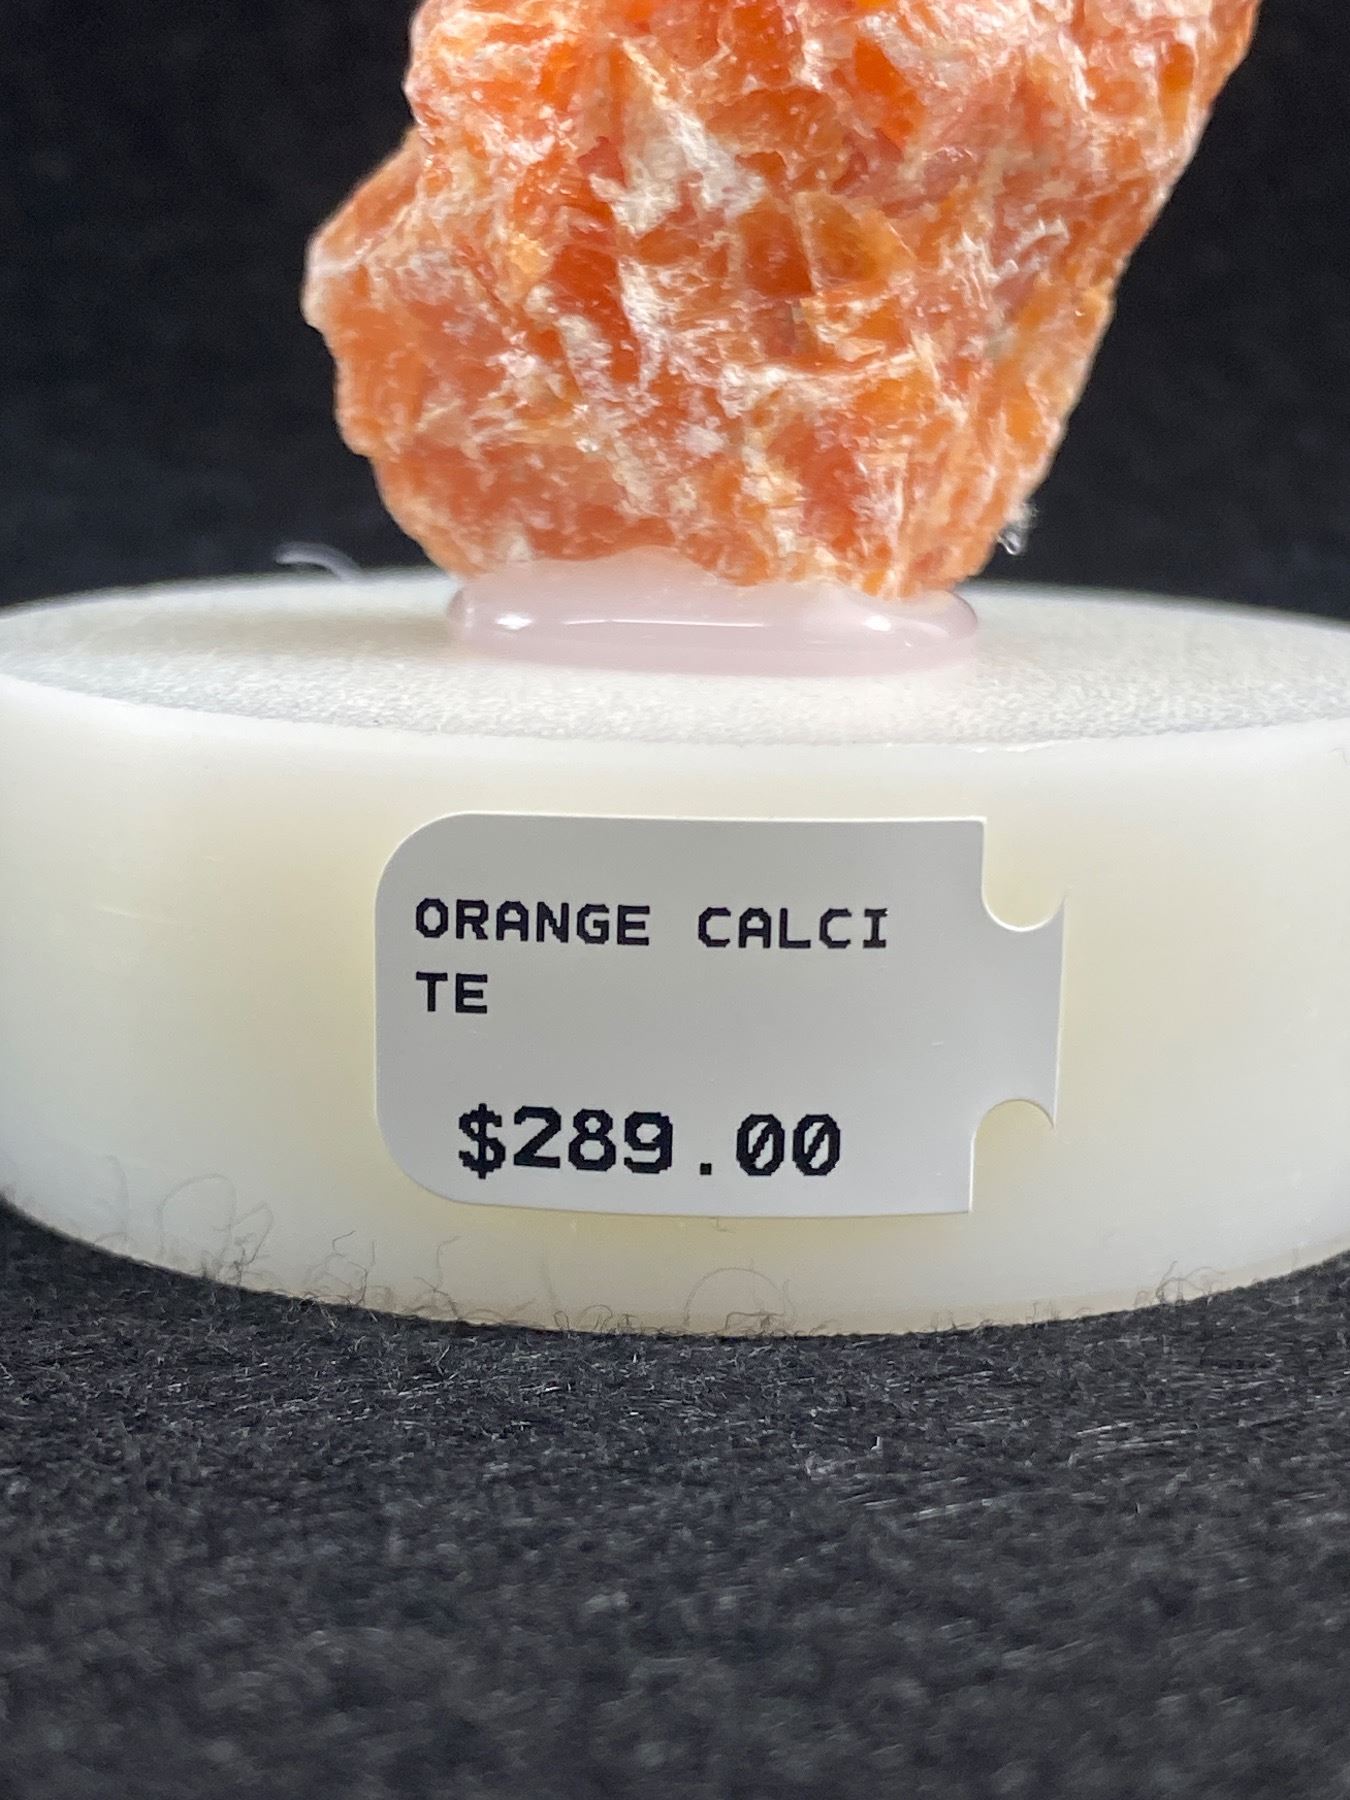 ORANGE CALCI
TE
$289.00